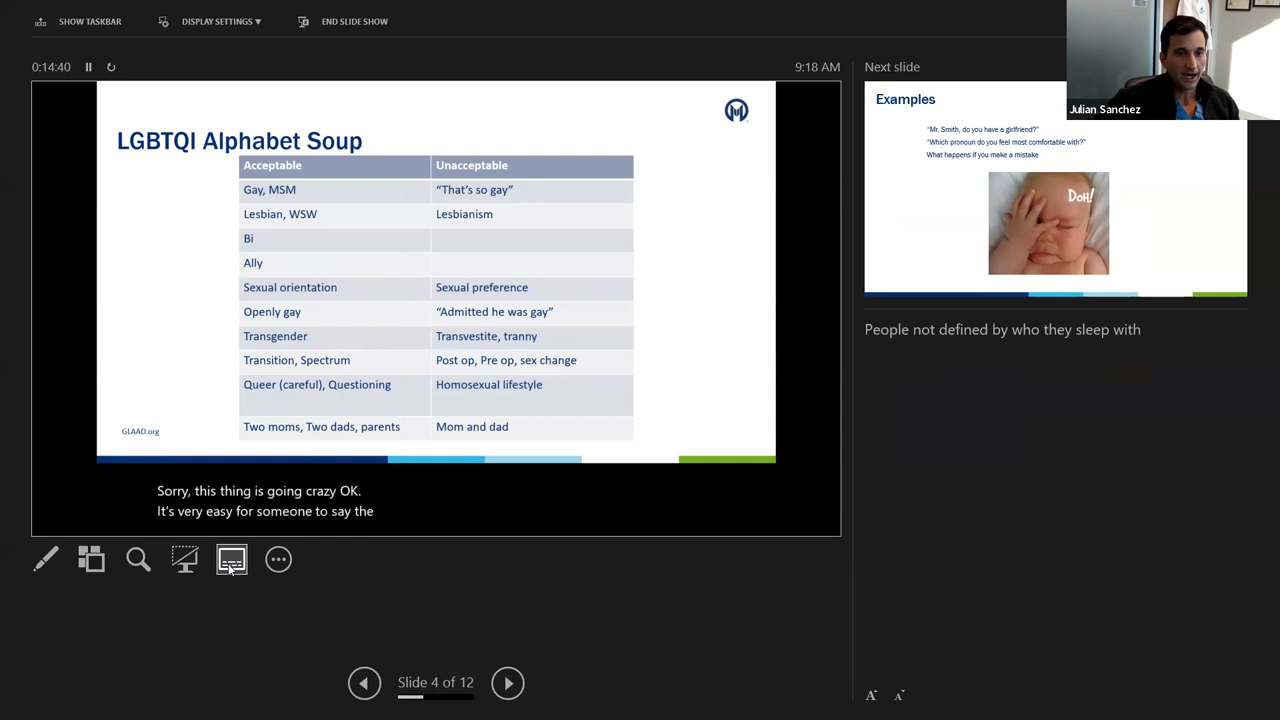 SHOW TASKBAR
DISPLAY SETTINGS ▼
END SLIDE SHOW
0:14:40
9:18 AM
LGBTQI Alphabet Soup
Acceptable Unacceptable
Gay, MSM “That’s so gay”
Lesbian, WSW Lesbianism
Bi
Ally
Sexual orientation Sexual preference
Openly gay “Admitted he was gay”
Transgender Transvestite, tranny
Transition, Spectrum Post op, Pre op, sex change
Queer (careful), Questioning Homosexual lifestyle
Two moms, Two dads, parents Mom and dad
GLAAD.org
Sorry, this thing is going crazy OK.
It's very easy for someone to say the
Slide 4 of 12
Next slide
Julian Sanchez
Examples
“Mr. Smith, do you have a girlfriend?”
“Which pronoun do you feel most comfortable with?”
What happens if you make a mistake
DOH!
People not defined by who they sleep with
A A